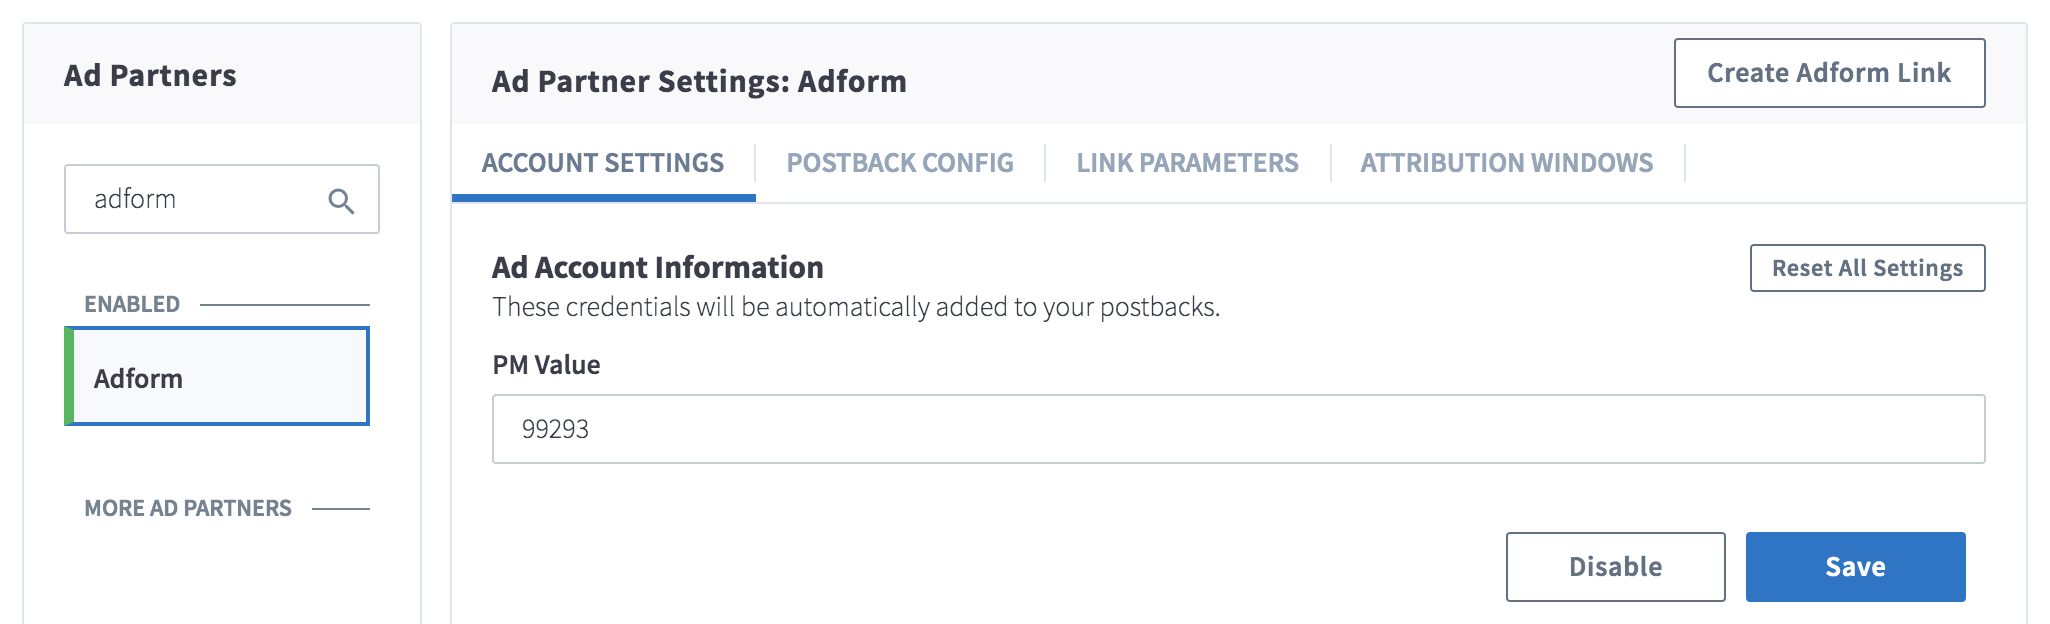 Ad Partners
adform
ENABLED
Adform
MORE AD PARTNERS
Ad Partner Settings: Adform
Create Adform Link
ACCOUNT SETTINGS
POSTBACK CONFIG
LINK PARAMETERS
ATTRIBUTION WINDOWS
Ad Account Information
Reset All Settings
These credentials will be automatically added to your postbacks.
PM Value
99293
Disable
Save